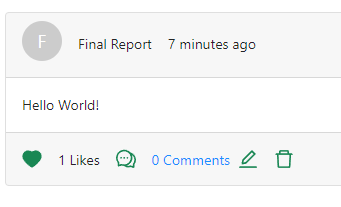 F Final Report 7 minutes ago
Hello World!
1 Likes 0 Comments